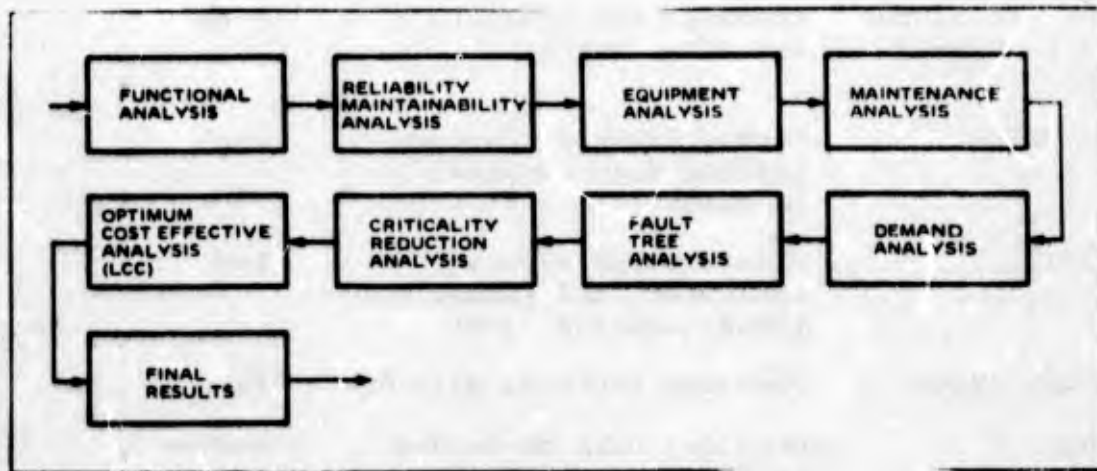 FUNCTIONAL
ANALYSIS
RELIABILITY
MAINTAINABILITY
ANALYSIS
EQUIPMENT
ANALYSIS
MAINTENANCE
ANALYSIS
DEMAND
ANALYSIS
FAULT
TREE
ANALYSIS
CRITICALITY
REDUCTION
ANALYSIS
OPTIMUM
COST EFFECTIVE
ANALYSIS
(LCC)
FINAL
RESULTS